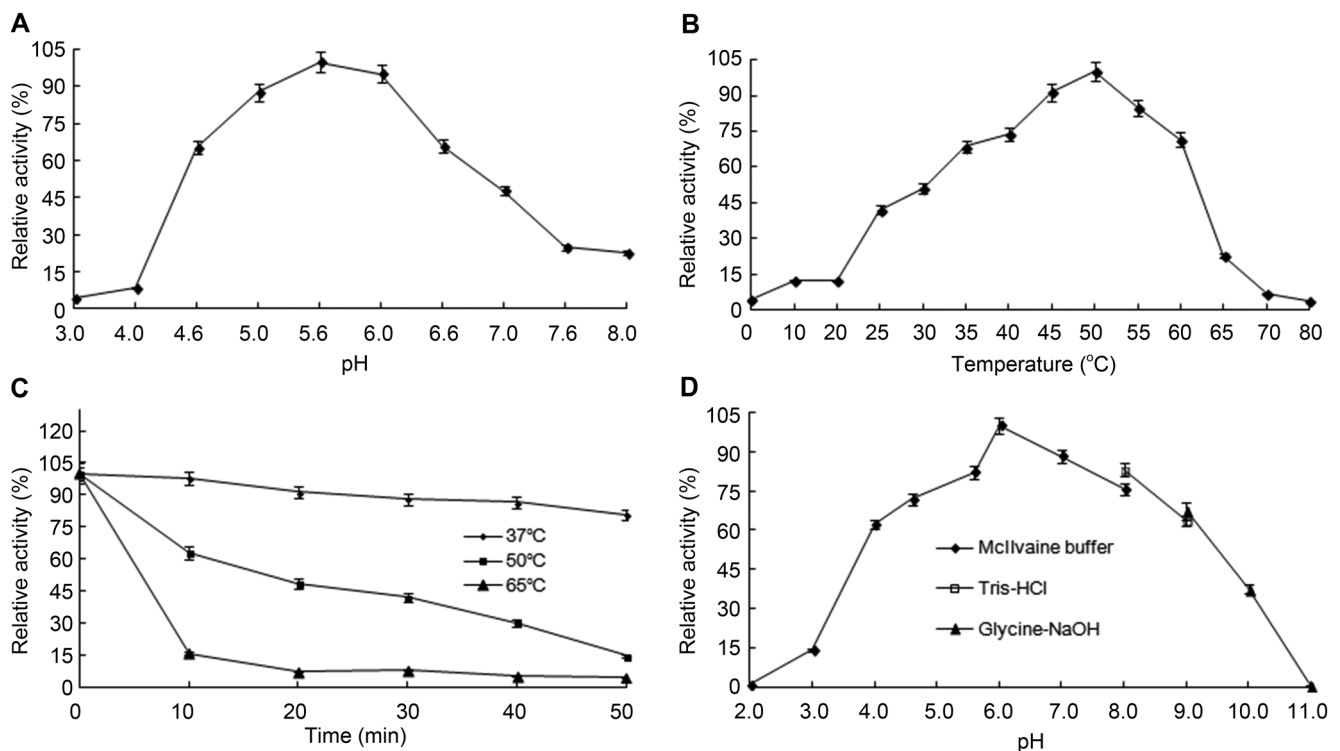 A
Relative activity (%)
105
90
75
60
45
30
15
0
3.0 4.0 4.6 5.0 5.6 6.0 6.6 7.0 7.6 8.0
pH
B
Relative activity (%)
105
90
75
60
45
30
15
0
0 10 20 25 30 35 40 45 50 55 60 65 70 80
Temperature (°C)
C
Relative activity (%)
120
105
90
75
60
45
30
15
0
37ºC
50ºC
65ºC
0 10 20 30 40 50
Time (min)
D
Relative activity (%)
105
90
75
60
45
30
15
0
McIlvaine buffer
Tris-HCl
Glycine-NaOH
2.0 3.0 4.0 5.0 6.0 7.0 8.0 9.0 10.0 11.0
pH